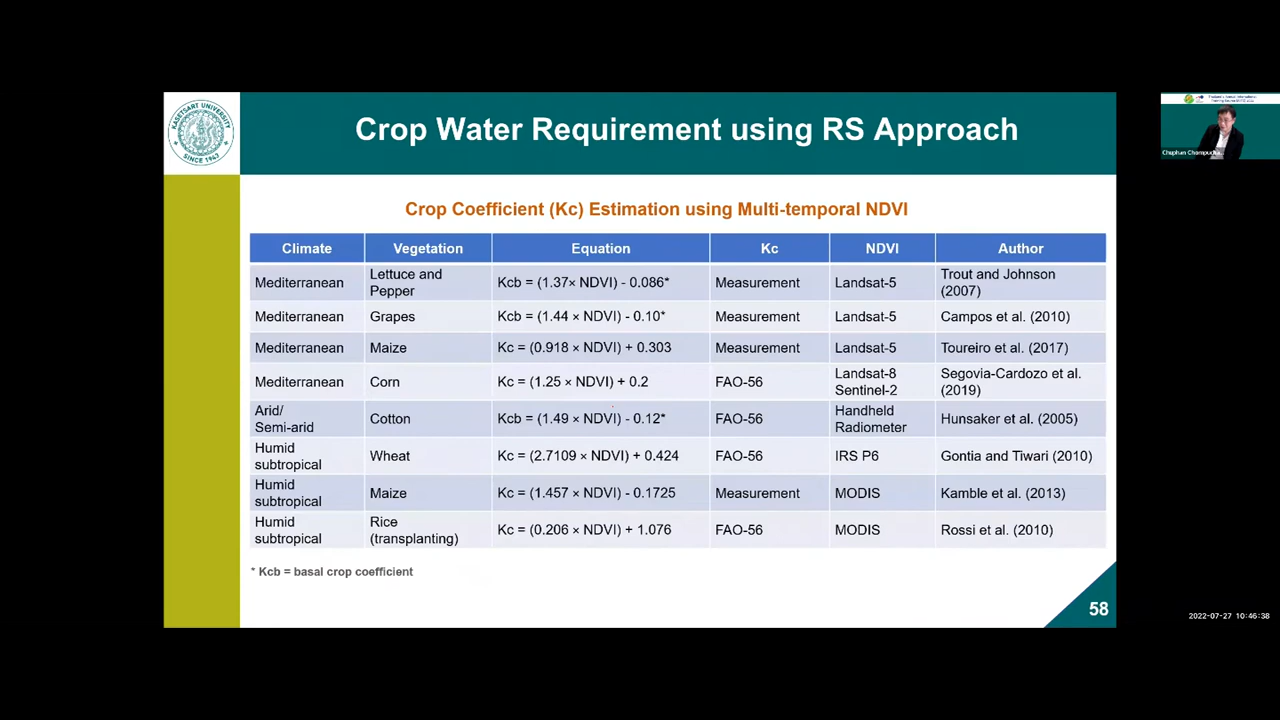 KASETSART UNIVERSITY
SINCE 1943
Crop Water Requirement using RS Approach
Crop Coefficient (Kc) Estimation using Multi-temporal NDVI
Climate Vegetation Equation Kc NDVI Author
Mediterranean Lettuce and Pepper Kcb = (1.37× NDVI) - 0.086* Measurement Landsat-5 Trout and Johnson (2007)
Mediterranean Grapes Kcb = (1.44 × NDVI) - 0.10* Measurement Landsat-5 Campos et al. (2010)
Mediterranean Maize Kc = (0.918 × NDVI) + 0.303 Measurement Landsat-5 Toureiro et al. (2017)
Mediterranean Corn Kc = (1.25 × NDVI) + 0.2 FAO-56 Landsat-8 Sentinel-2 Segovia-Cardozo et al. (2019)
Arid/ Semi-arid Cotton Kcb = (1.49 × NDVI) - 0.12* FAO-56 Handheld Radiometer Hunsaker et al. (2005)
Humid subtropical Wheat Kc = (2.7109 × NDVI) + 0.424 FAO-56 IRS P6 Gontia and Tiwari (2010)
Humid subtropical Maize Kc = (1.457 × NDVI) - 0.1725 Measurement MODIS Kamble et al. (2013)
Humid subtropical Rice (transplanting) Kc = (0.206 × NDVI) + 1.076 FAO-56 MODIS Rossi et al. (2010)
* Kcb = basal crop coefficient
58
2022-07-27 10:46:38